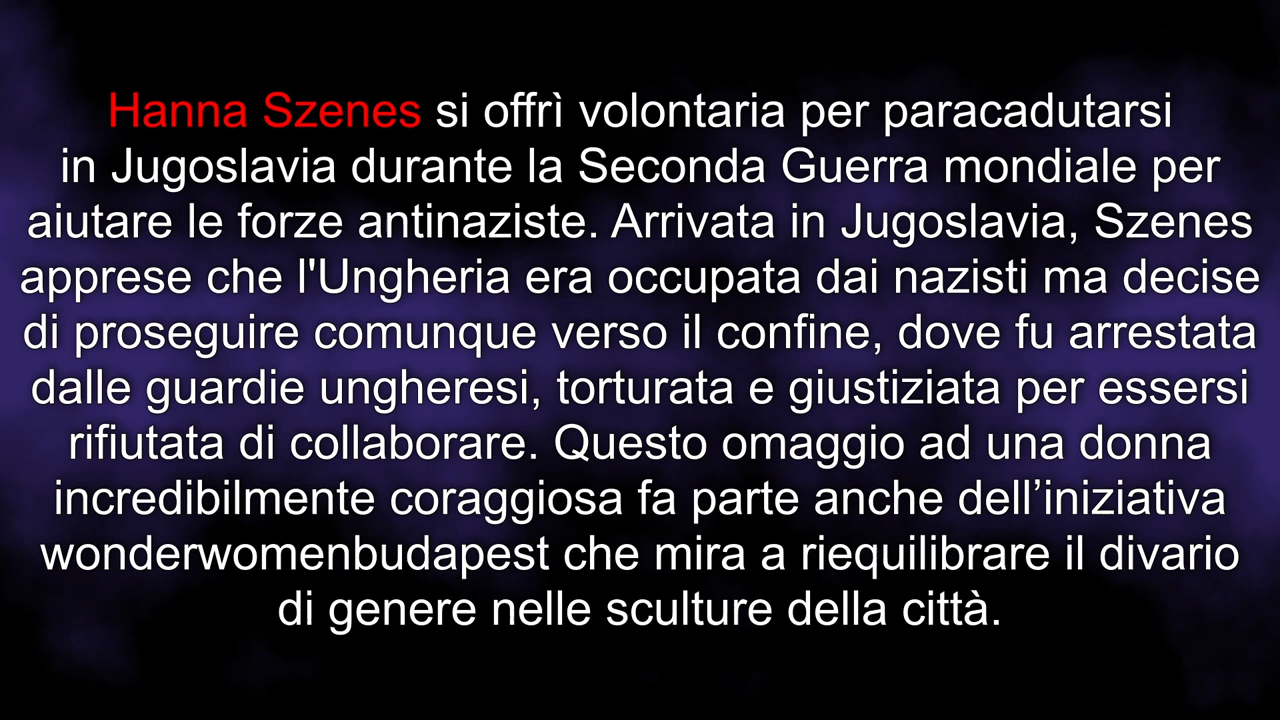 Hanna Szenes si offrì volontaria per paracadutarsi
in Jugoslavia durante la Seconda Guerra mondiale per
aiutare le forze antinaziste. Arrivata in Jugoslavia, Szenes
apprese che l'Ungheria era occupata dai nazisti ma decise
di proseguire comunque verso il confine, dove fu arrestata
dalle guardie ungheresi, torturata e giustiziata per essersi
rifiutata di collaborare. Questo omaggio ad una donna
incredibilmente coraggiosa fa parte anche dell’iniziativa
wonderwomenbudapest che mira a riequilibrare il divario
di genere nelle sculture della città.